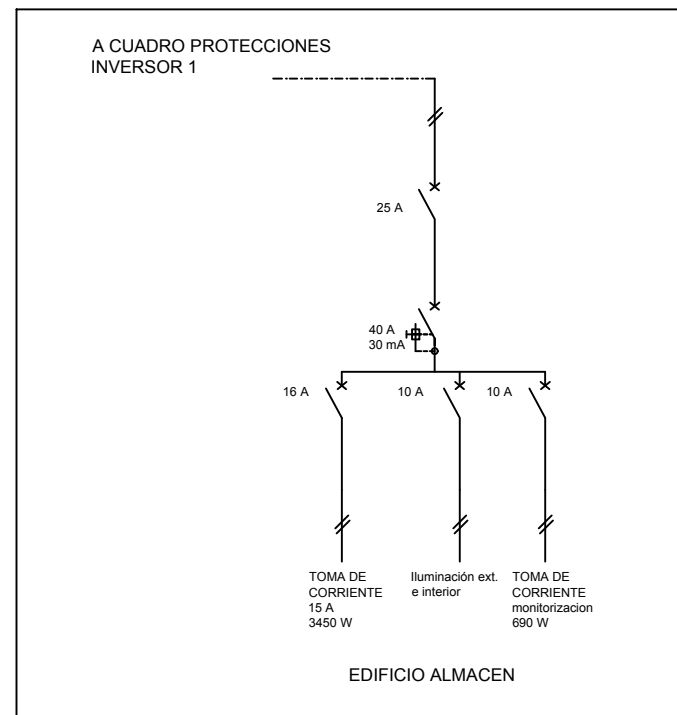 A CUADRO PROTECCIONES
INVERSOR 1
25 A
40 A
30 mA
16 A
10 A
10 A
TOMA DE
CORRIENTE
15 A
3450 W
Iluminación ext.
e interior
TOMA DE
CORRIENTE
monitorizacion
690 W
EDIFICIO ALMACEN